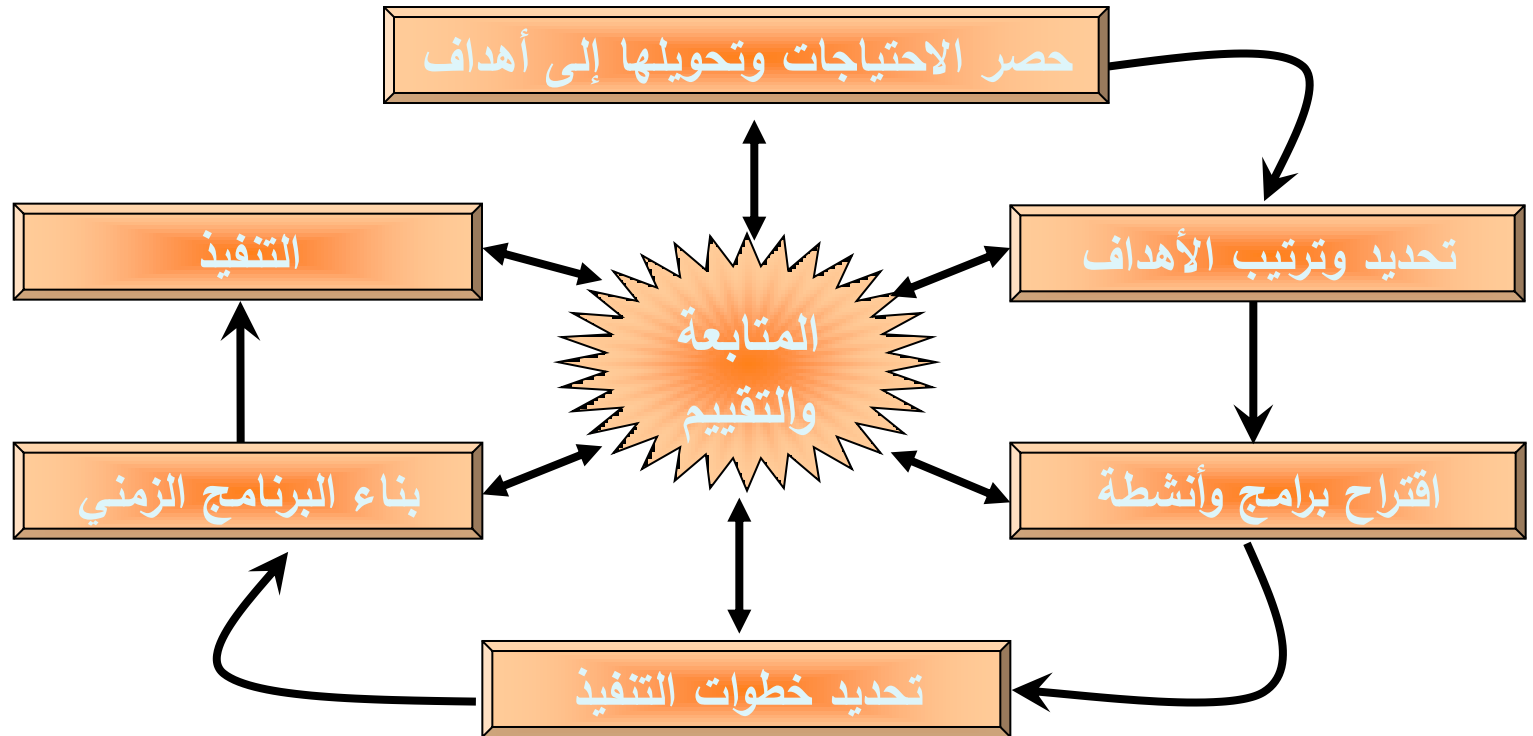 حصر الاحتياجات وتحويلها إلى أهداف
تحديد وترتيب الأهداف
اقتراح برامج وأنشطة
تحديد خطوات التنفيذ
بناء البرنامج الزمني
التنفيذ
المتابعة
والتقييم